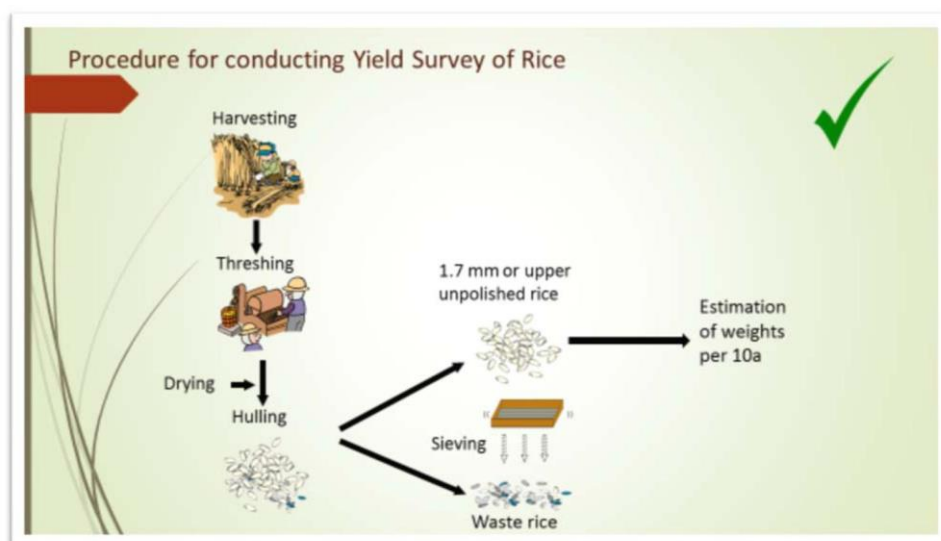 Procedure for conducting Yield Survey of Rice
Harvesting
Threshing
Drying
Hulling
1.7 mm or upper
unpolished rice
Sieving
Waste rice
Estimation
of weights
per 10a